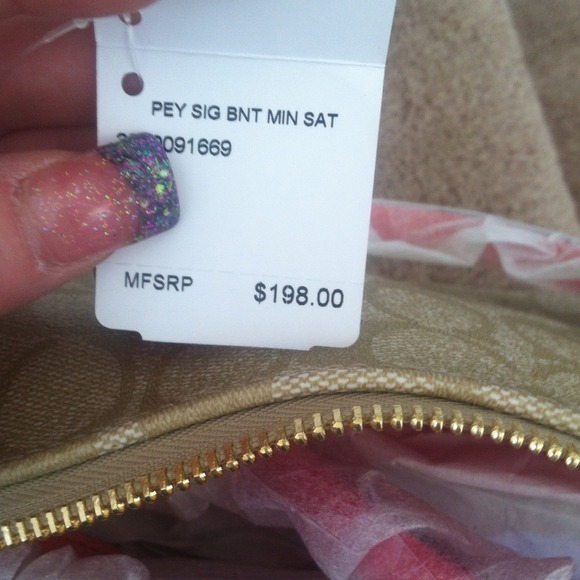 PEY SIG BNT MIN SAT
091669
MFSRP $198.00